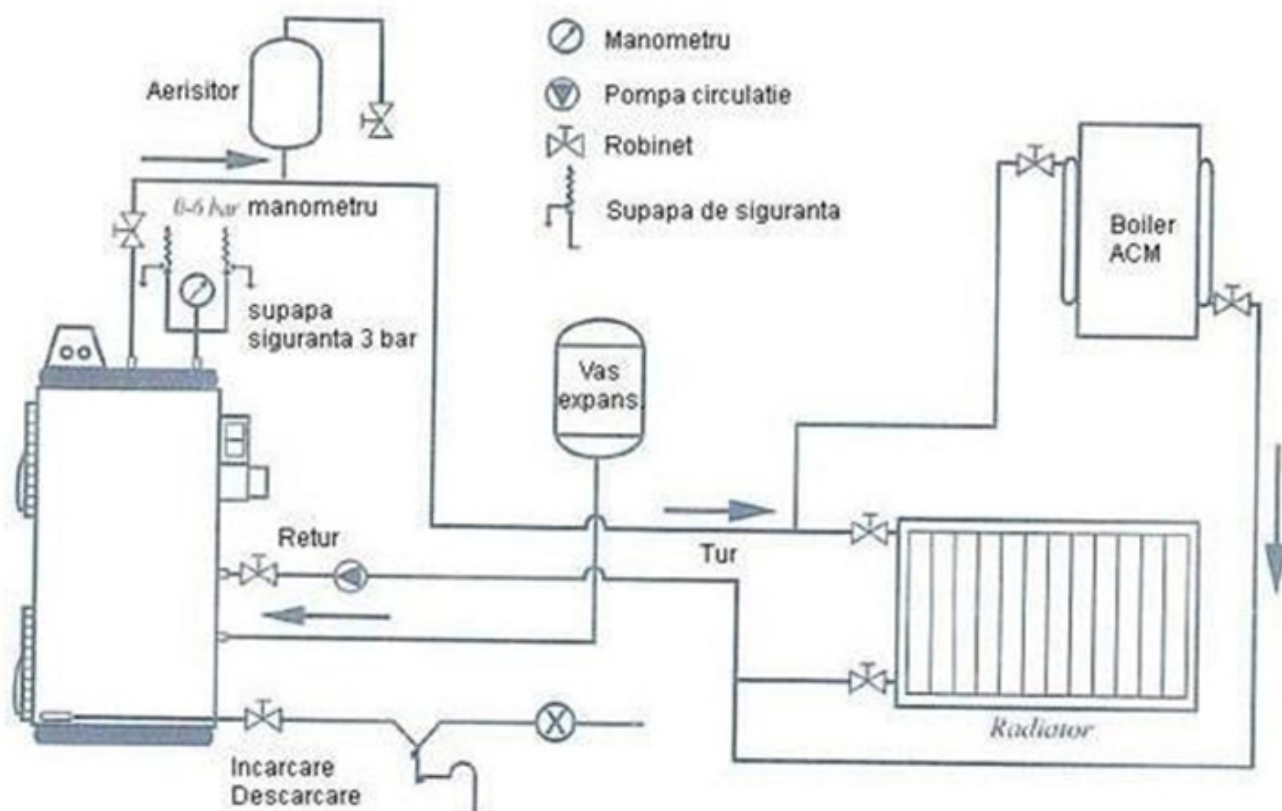 Manometru
Pompa circulatie
Robinet
Supapa de siguranta
Aerisitor
0-6 bar manometru
supapa
siguranta 3 bar
Boiler
ACM
Vas
expans.
Retur
Tur
X
Radiator
Incarcare
Descarcare